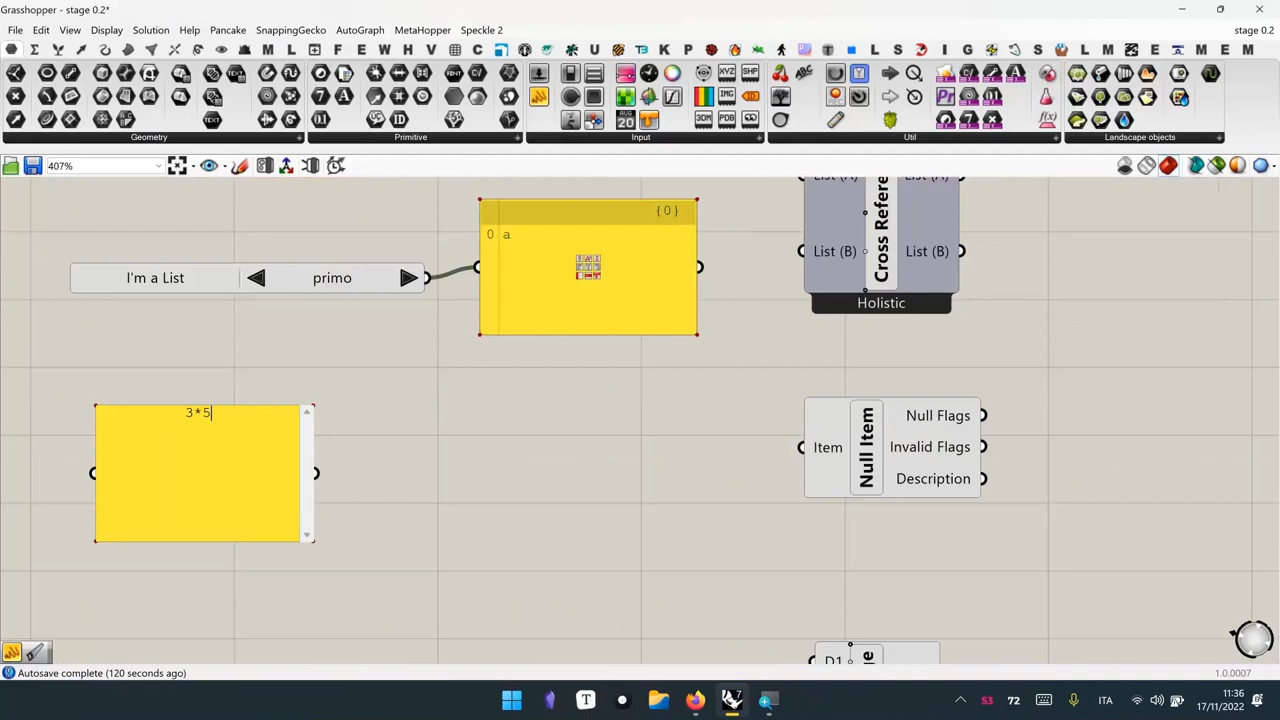 Grasshopper - stage 0.2*
File Edit View Display Solution Help Pancake SnappingGecko AutoGraph MetaHopper Speckle 2
stage 0.2
Geometry Primitive Input Util Landscape objects
407%
{ 0 }
0 a
I'm a List primo
List (B) Cross Refere List (B)
Holistic
3*5
Item Null Item Null Flags
Invalid Flags
Description
D1
Autosave complete (120 seconds ago)
1.0.0007
53 72 ITA 11:36
17/11/2022